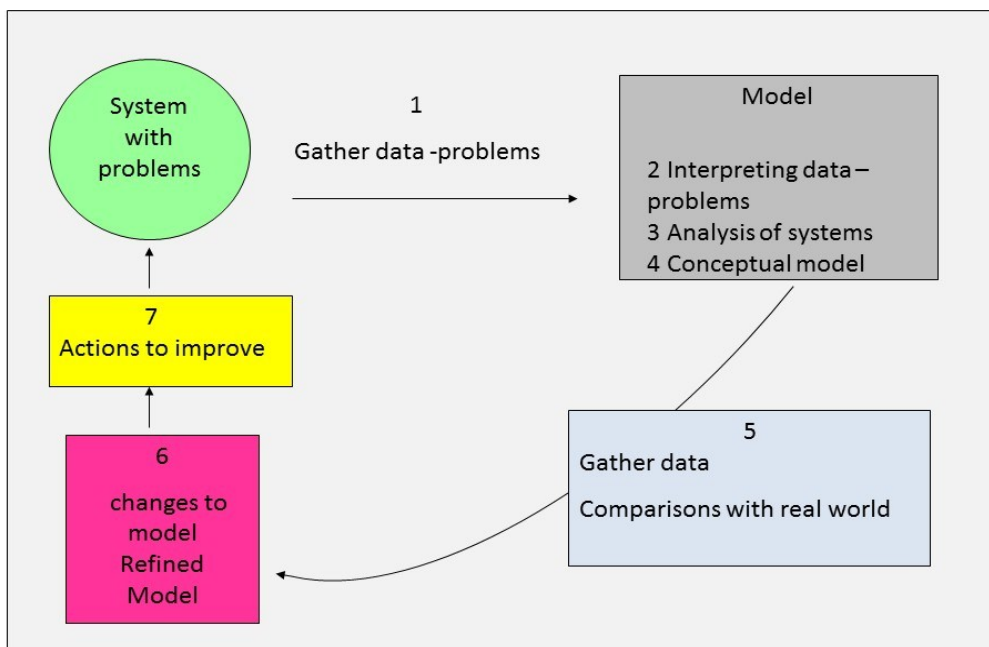 System
with
problems
1
Gather data -problems
Model
2 Interpreting data –
problems
3 Analysis of systems
4 Conceptual model
5
Gather data
Comparisons with real world
6
changes to
model
Refined
Model
7
Actions to improve